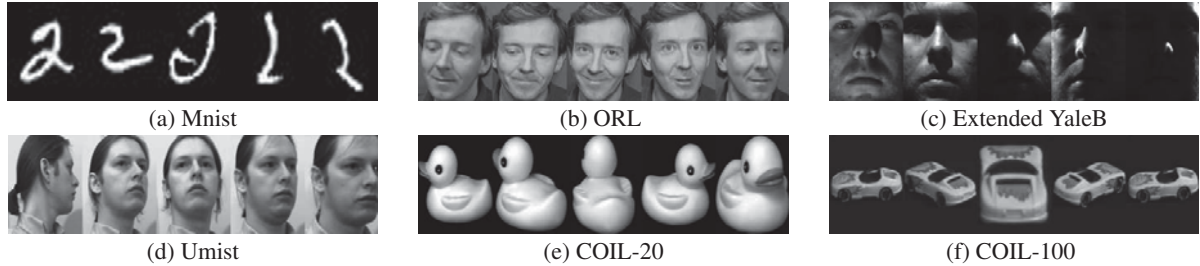 (a) Mnist
(b) ORL
(c) Extended YaleB
(d) Umist
(e) COIL-20
(f) COIL-100